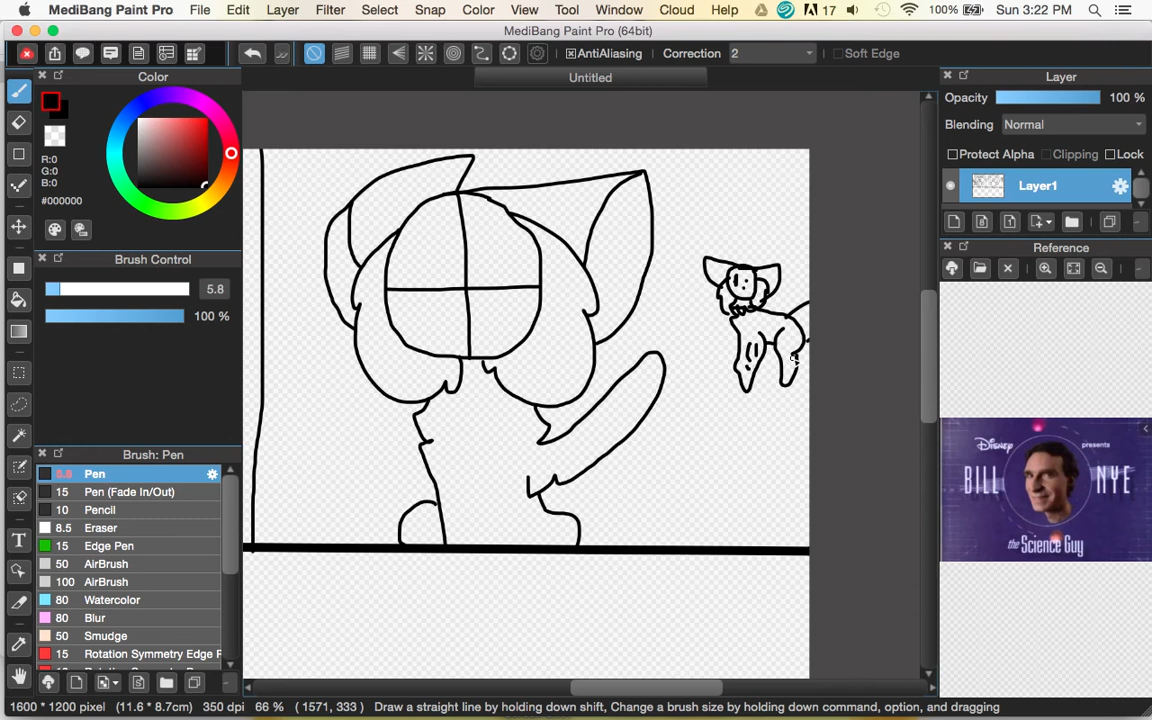 MediBang Paint Pro File Edit Layer Filter Select Snap Color View Tool Window Cloud Help 17 100% Sun 3:22 PM
MediBang Paint Pro (64bit)
AntiAliasing Correction 2 Soft Edge
Untitled
Color
R:0
G:0
B:0
#000000
Brush Control
5.8
100 %
Brush: Pen
5.8 Pen
15 Pen (Fade In/Out)
10 Pencil
8.5 Eraser
15 Edge Pen
50 AirBrush
100 AirBrush
80 Watercolor
80 Blur
50 Smudge
15 Rotation Symmetry Edge
Layer
Opacity 100 %
Blending Normal
Protect Alpha Clipping Lock
Layer1
8 1
Reference
Disney presents
BILL NYE
the Science Guy
T
1600 * 1200 pixel (11.6 * 8.7cm) 350 dpi 66 % ( 1571, 333 ) Draw a straight line by holding down shift, Change a brush size by holding down command, option, and dragging